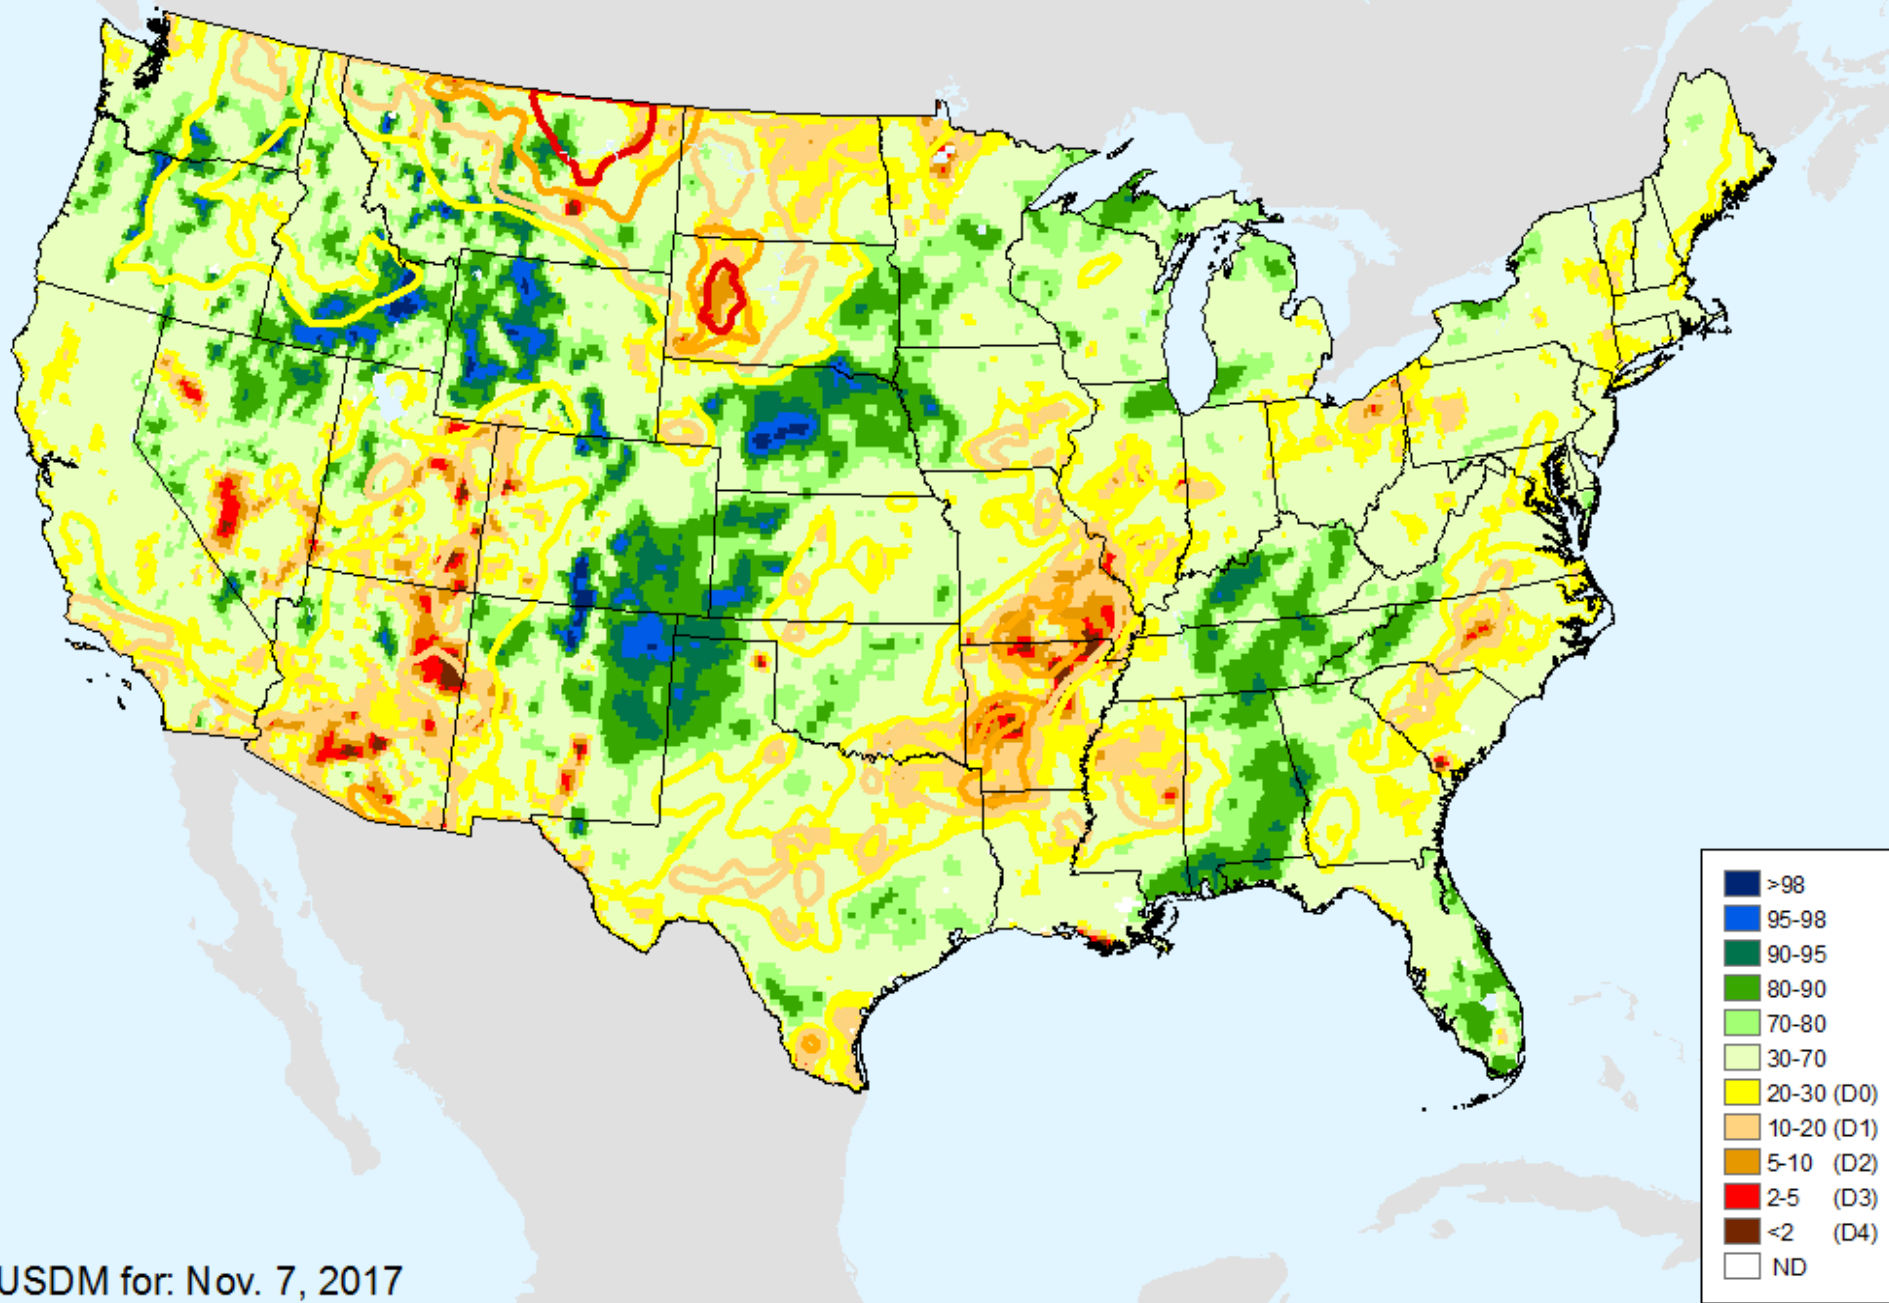 >98
95-98
90-95
80-90
70-80
30-70
20-30 (D0)
10-20 (D1)
5-10 (D2)
2-5 (D3)
<2 (D4)
ND
USDM for: Nov. 7, 2017